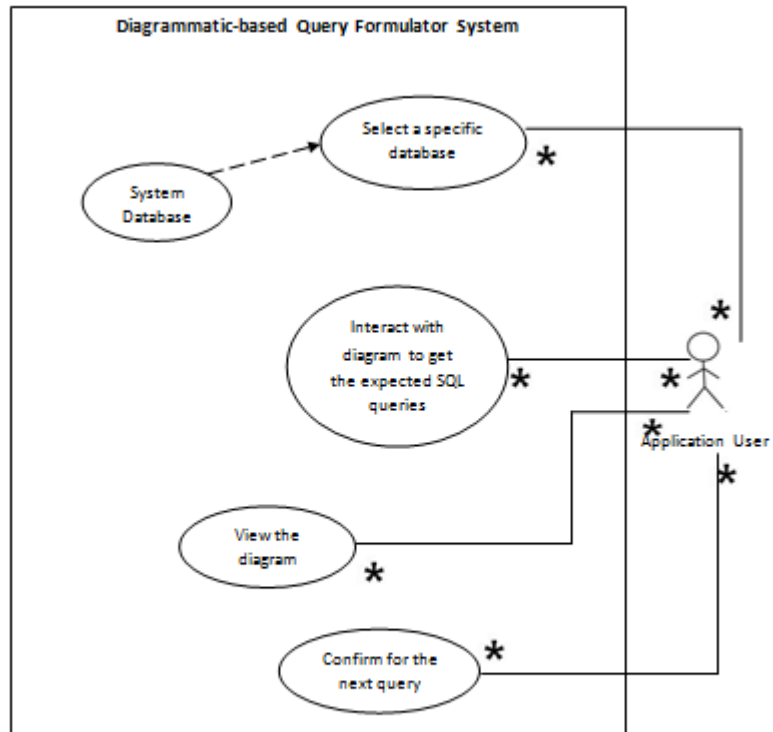 Diagrammatic-based Query Formulator System
Select a specific
database
*
System
Database
*
Interact with
diagram to get
the expected SQL
queries
*
*
*
Application User
*
View the
diagram
*
Confirm for the
next query
*